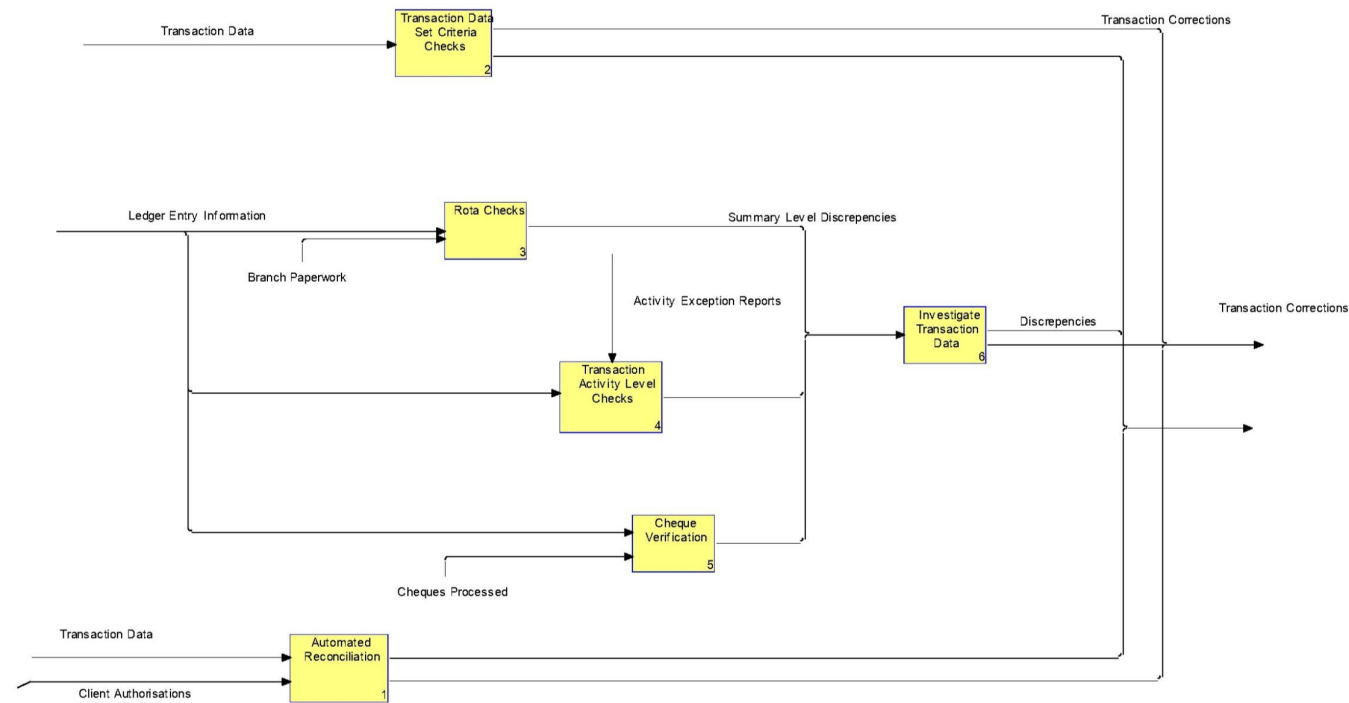 Transaction Corrections
Transaction Data
Transaction Data
Set Criteria
Checks
2
Ledger Entry Information
Rota Checks
3
Summary Level Discrepencies
Branch Paperwork
Activity Exception Reports
Transaction Corrections
Investigate
Transaction
Data
6
Discrepencies
Transaction
Activity Level
Checks
4
Cheque
Verification
5
Cheques Processed
Transaction Data
Automated
Reconciliation
1
Client Authorisations